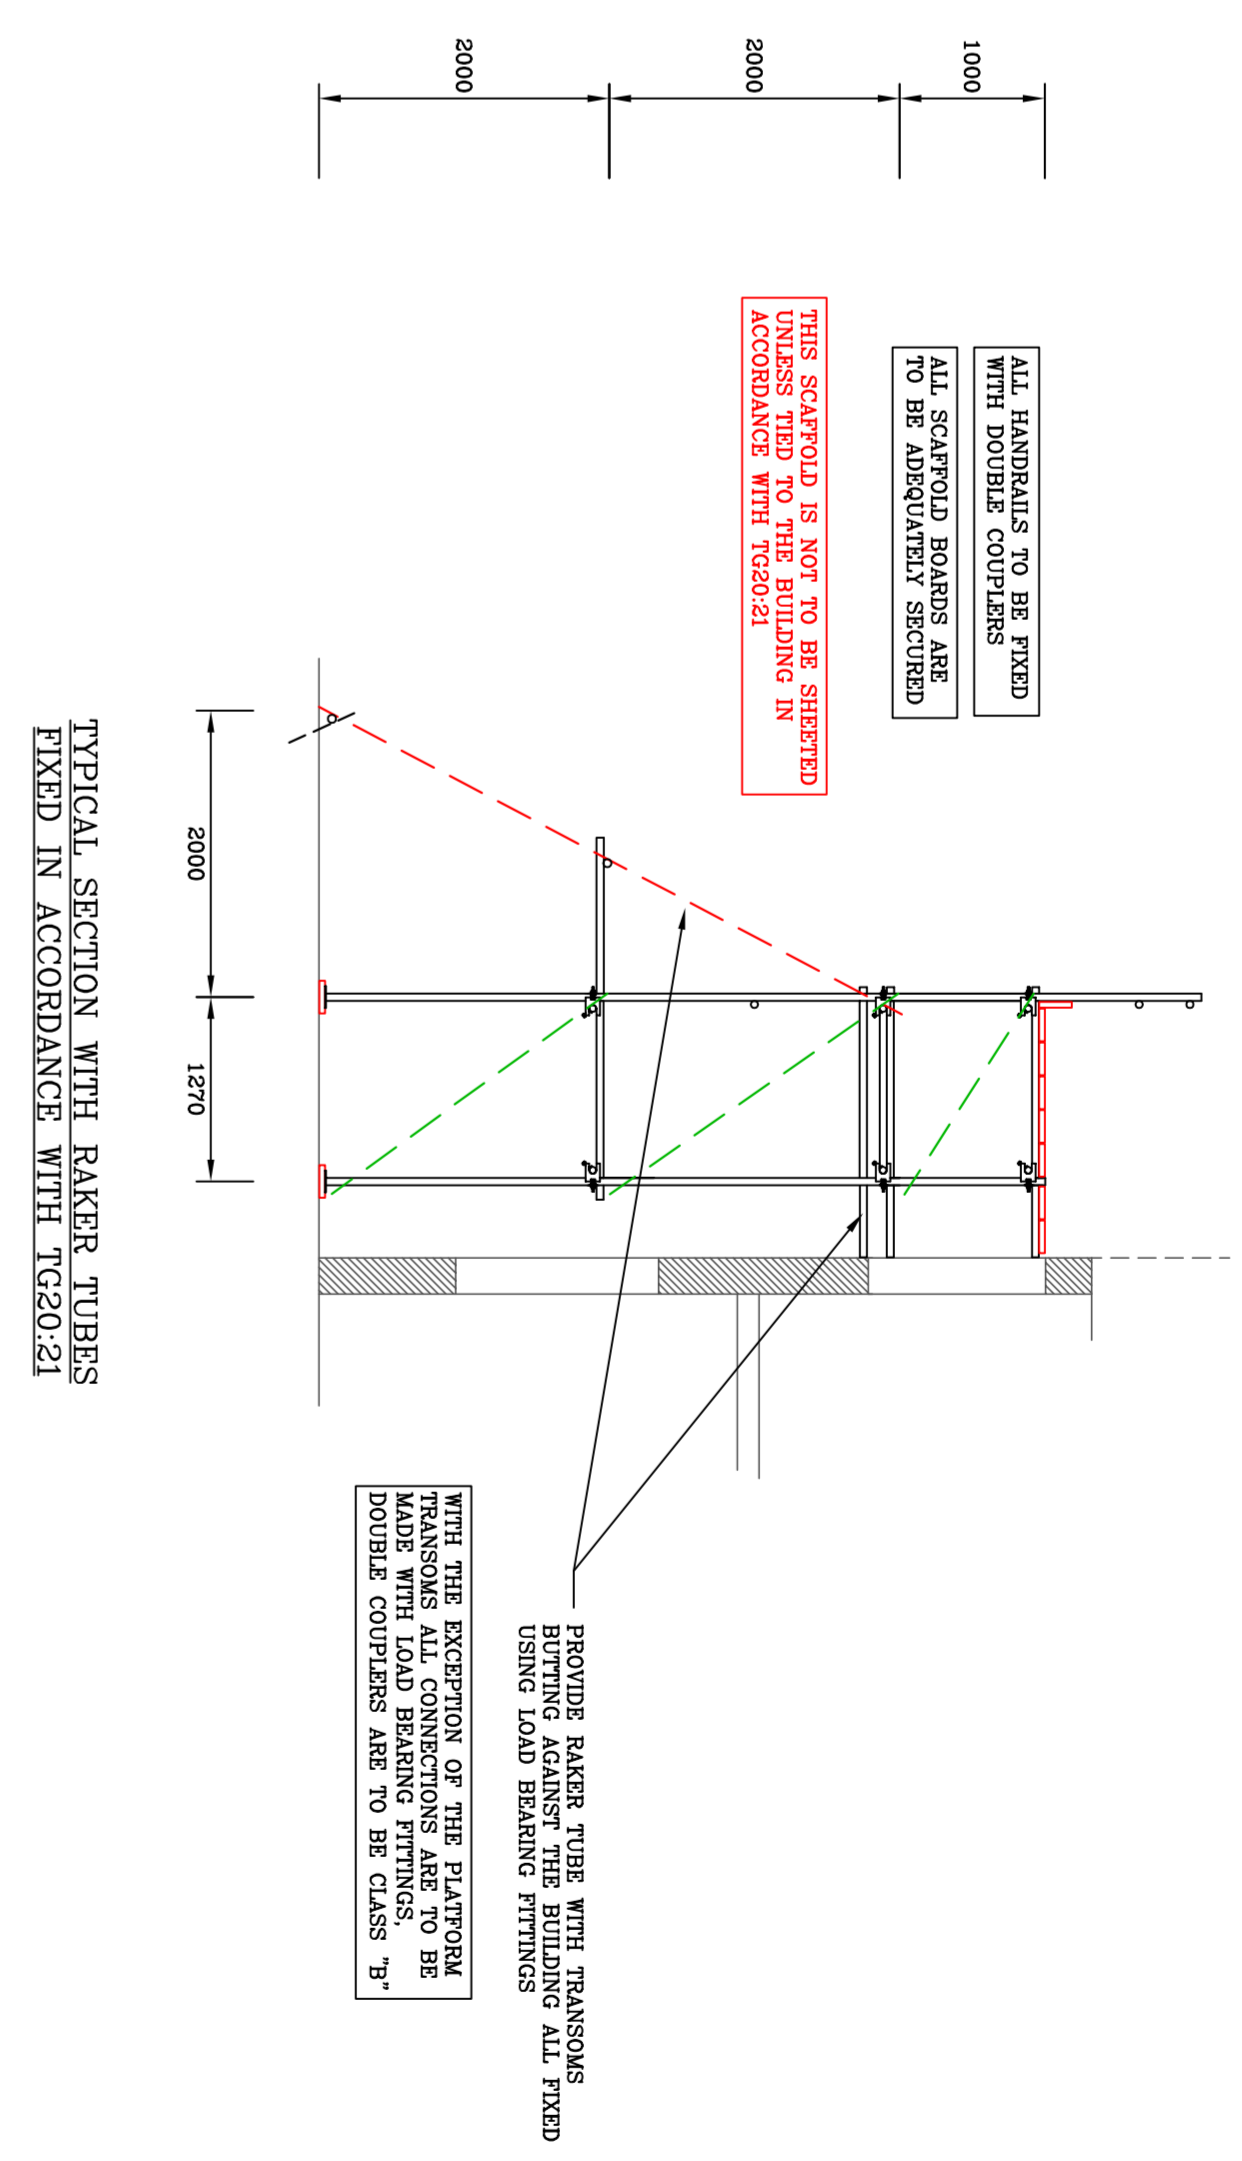 ALL HANDRAILS TO BE FIXED
WITH DOUBLE COUPLERS
ALL SCAFFOLD BOARDS ARE
TO BE ADEQUATELY SECURED
THIS SCAFFOLD IS NOT TO BE SHEETED
UNLESS TIED TO THE BUILDING IN
ACCORDANCE WITH TG20:21
1000
2000
2000
PROVIDE RAKER TUBE WITH TRANSOMS
BUTTING AGAINST THE BUILDING ALL FIXED
USING LOAD BEARING FITTINGS
WITH THE EXCEPTION OF THE PLATFORM
TRANSOMS ALL CONNECTIONS ARE TO BE
MADE WITH LOAD BEARING FITTINGS,
DOUBLE COUPLERS ARE TO BE CLASS "B"
2000
1270
TYPICAL SECTION WITH RAKER TUBES
FIXED IN ACCORDANCE WITH TG20:21